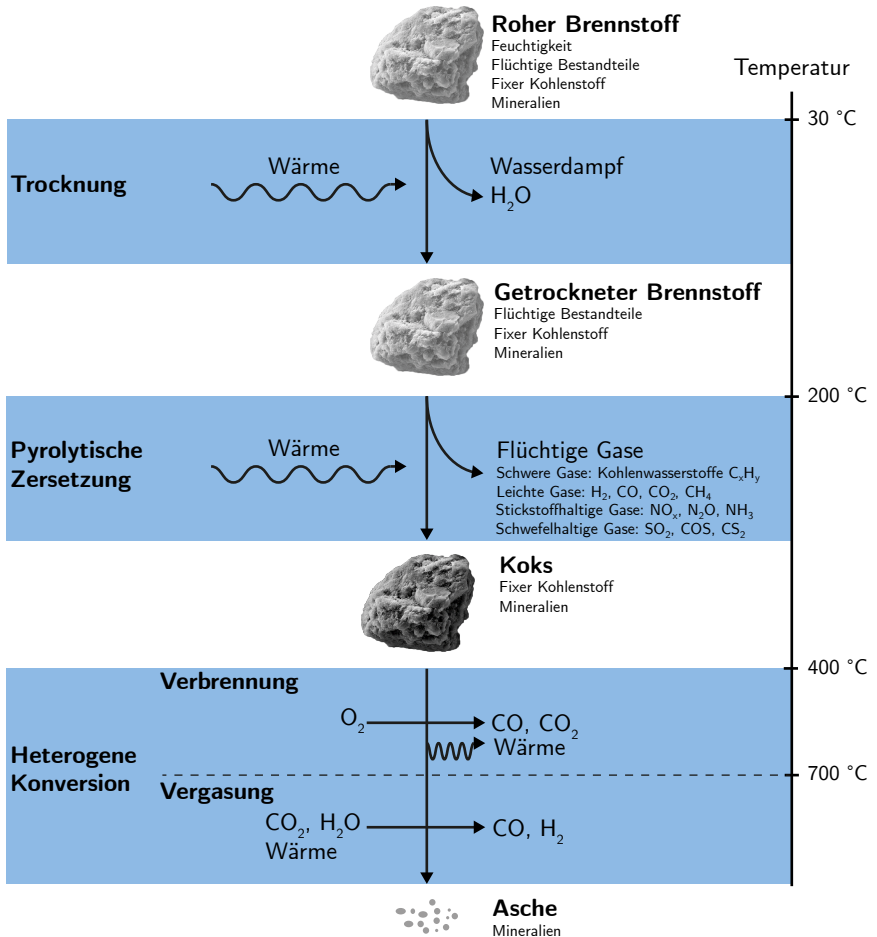 Roher Brennstoff
Feuchtigkeit
Flüchtige Bestandteile
Fixer Kohlenstoff
Mineralien
Temperatur
30 °C
Trocknung
Wärme
Wasserdampf
H₂O
Getrockneter Brennstoff
Flüchtige Bestandteile
Fixer Kohlenstoff
Mineralien
200 °C
Pyrolytische
Zersetzung
Wärme
Flüchtige Gase
Schwere Gase: Kohlenwasserstoffe CₓHᵧ
Leichte Gase: H₂, CO, CO₂, CH₄
Stickstoffhaltige Gase: NOₓ, N₂O, NH₃
Schwefelhaltige Gase: SO₂, COS, CS₂
Koks
Fixer Kohlenstoff
Mineralien
400 °C
Heterogene
Konversion
Verbrennung
O₂
CO, CO₂
Wärme
700 °C
Vergasung
CO₂, H₂O
Wärme
CO, H₂
Asche
Mineralien